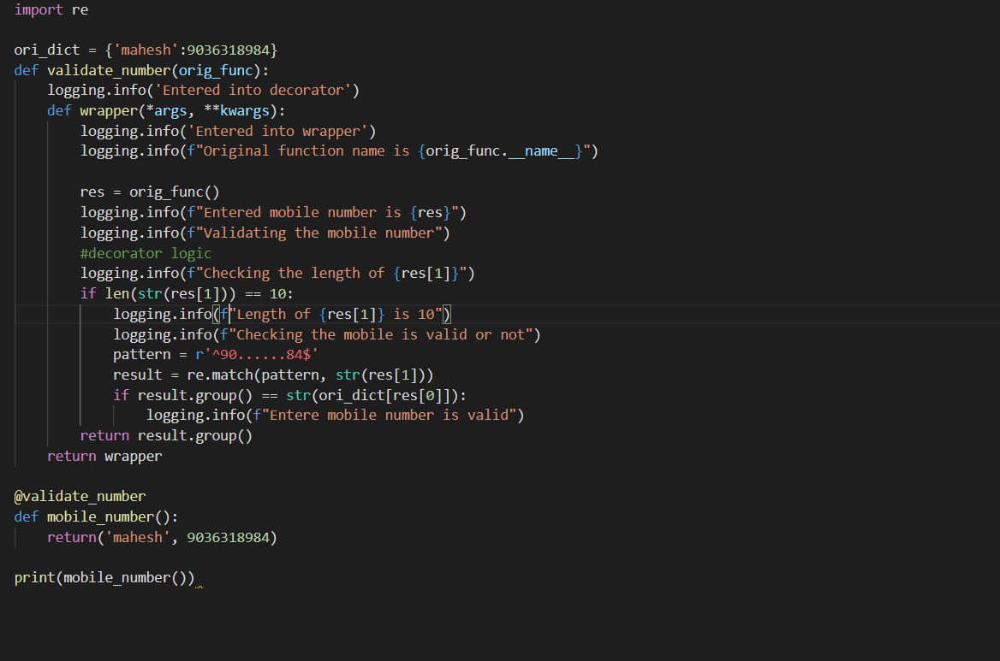 import re
ori_dict = {'mahesh':9036318984}
def validate_number(orig_func):
    logging.info('Entered into decorator')
    def wrapper(*args, **kwargs):
        logging.info('Entered into wrapper')
        logging.info(f"Original function name is {orig_func.__name__}")
        res = orig_func()
        logging.info(f"Entered mobile number is {res}")
        logging.info(f"Validating the mobile number")
        #decorator logic
        logging.info(f"Checking the length of {res[1]}")
        if len(str(res[1])) == 10:
            logging.info(f"Length of {res[1]} is 10")
            logging.info(f"Checking the mobile is valid or not")
            pattern = r'^90......84$'
            result = re.match(pattern, str(res[1]))
            if result.group() == str(ori_dict[res[0]]):
                logging.info(f"Entere mobile number is valid")
        return result.group()
    return wrapper
@validate_number
def mobile_number():
    return('mahesh', 9036318984)
print(mobile_number())